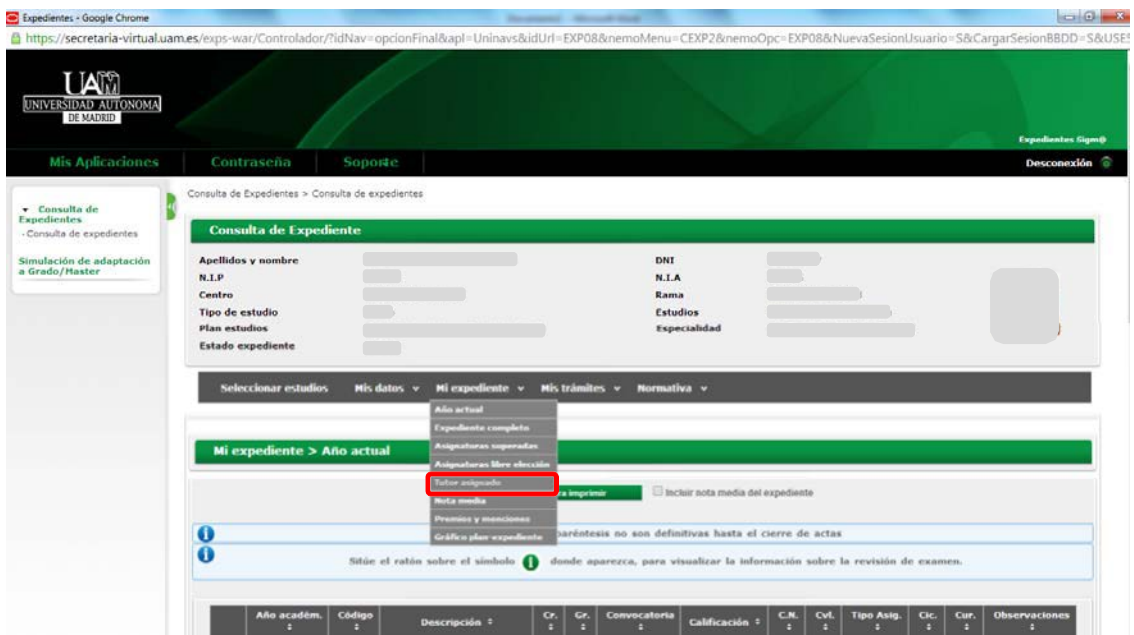 Expedientes - Google Chrome
https://secretaria-virtual.uam.es/exps-war/Controlador/?idNav=opcionFinal&apl=Uninavs&idUrl=EXP08&nemoMenu=CEXP2&nemoOpc=EXP08&NuevaSesionUsuario=S&CargarSesionBBDD=S&USES
UAM
UNIVERSIDAD AUTONOMA
DE MADRID
Expedientes Sigm@
Mis Aplicaciones Contraseña Soporte Desconexión
Consulta de Expedientes > Consulta de expedientes
Consulta de
Expedientes
- Consulta de expedientes
Simulación de adaptación
a Grado/Master
Consulta de Expediente
Apellidos y nombre DNI
N.I.P N.I.A
Centro Rama
Tipo de estudio Estudios
Plan estudios Especialidad
Estado expediente
Seleccionar estudios Mis datos Mi expediente Mis trámites Normativa
Año actual
Expediente completo
Asignaturas superadas
Asignaturas libre elección
Tutor asignado
Nota media
Premios y menciones
Gráfico plan-expediente
Mi expediente > Año actual
ra imprimir Incluir nota media del expediente
paréntesis no son definitivas hasta el cierre de actas
Sitúe el ratón sobre el símbolo donde aparezca, para visualizar la información sobre la revisión de examen.
Año académ. Código Descripción Cr. Gr. Convocatoria Calificación C.N. Cvl. Tipo Asig. Cic. Cur. Observaciones